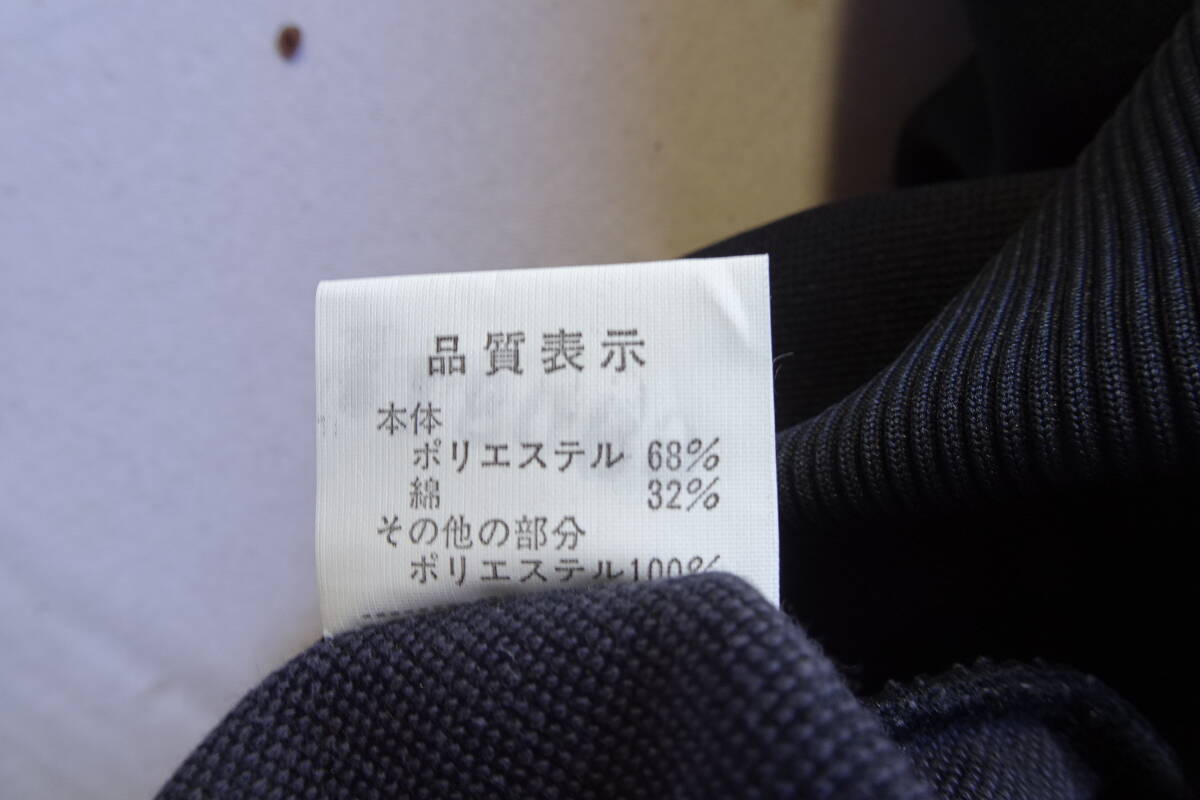 品質表示
本体
ポリエステル 68%
綿 32%
その他の部分
ポリエステル100%